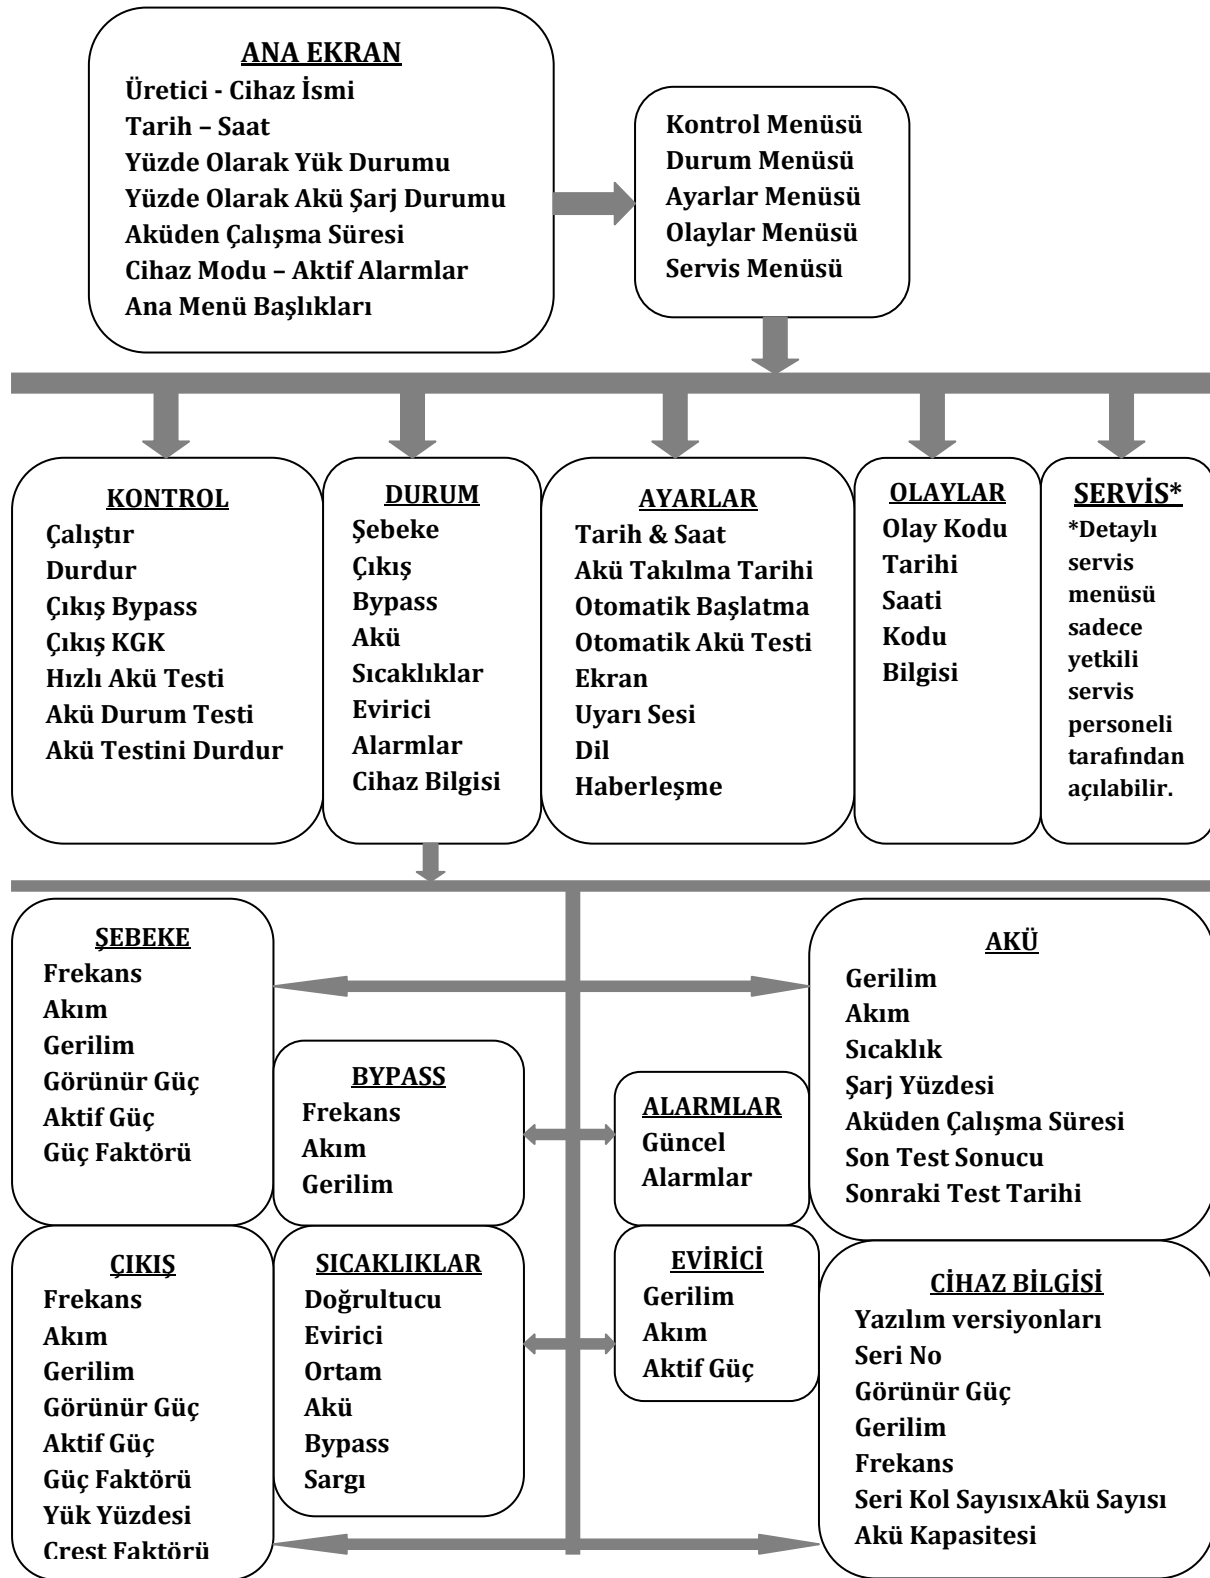 ANA EKRAN
Üretici - Cihaz İsmi
Tarih – Saat
Yüzde Olarak Yük Durumu
Yüzde Olarak Akü Şarj Durumu
Aküden Çalışma Süresi
Cihaz Modu – Aktif Alarmlar
Ana Menü Başlıkları
Kontrol Menüsü
Durum Menüsü
Ayarlar Menüsü
Olaylar Menüsü
Servis Menüsü
KONTROL
Çalıştır
Durdur
Çıkış Bypass
Çıkış KGK
Hızlı Akü Testi
Akü Durum Testi
Akü Testini Durdur
DURUM
Şebeke
Çıkış
Bypass
Akü
Sıcaklıklar
Evirici
Alarmlar
Cihaz Bilgisi
AYARLAR
Tarih & Saat
Akü Takılma Tarihi
Otomatik Başlatma
Otomatik Akü Testi
Ekran
Uyarı Sesi
Dil
Haberleşme
OLAYLAR
Olay Kodu
Tarihi
Saati
Kodu
Bilgisi
SERVİS*
*Detaylı
servis
menüsü
sadece
yetkili
servis
personeli
tarafından
açılabilir.
ŞEBEKE
Frekans
Akım
Gerilim
Görünür Güç
Aktif Güç
Güç Faktörü
BYPASS
Frekans
Akım
Gerilim
ALARMLAR
Güncel
Alarmlar
AKÜ
Gerilim
Akım
Sıcaklık
Şarj Yüzdesi
Aküden Çalışma Süresi
Son Test Sonucu
Sonraki Test Tarihi
ÇIKIŞ
Frekans
Akım
Gerilim
Görünür Güç
Aktif Güç
Güç Faktörü
Yük Yüzdesi
Crest Faktörü
SICAKLIKLAR
Doğrultucu
Evirici
Ortam
Akü
Bypass
Sargı
EVİRİCİ
Gerilim
Akım
Aktif Güç
CİHAZ BİLGİSİ
Yazılım versiyonları
Seri No
Görünür Güç
Gerilim
Frekans
Seri Kol SayısıxAkü Sayısı
Akü Kapasitesi